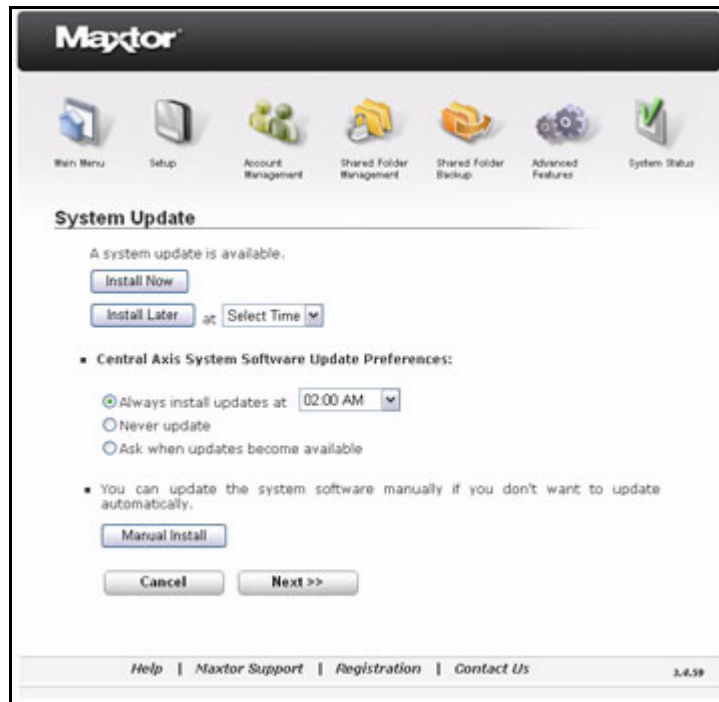 Maxtor
Main Menu
Setup
Account Management
Shared Folder Management
Shared Folder Backup
Advanced Features
System Status
System Update
A system update is available.
Install Now
Install Later at Select Time
Central Axis System Software Update Preferences:
Always install updates at 02:00 AM
Never update
Ask when updates become available
You can update the system software manually if you don't want to update
automatically.
Manual Install
Cancel Next >>
Help | Maxtor Support | Registration | Contact Us
3.4.59